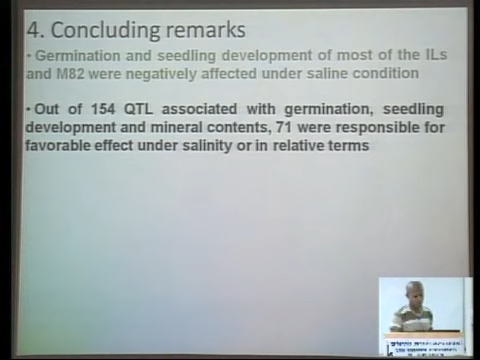 4. Concluding remarks
• Germination and seedling development of most of the ILs
and M82 were negatively affected under saline condition
• Out of 154 QTL associated with germination, seedling
development and mineral contents, 71 were responsible for
favorable effect under salinity or in relative terms